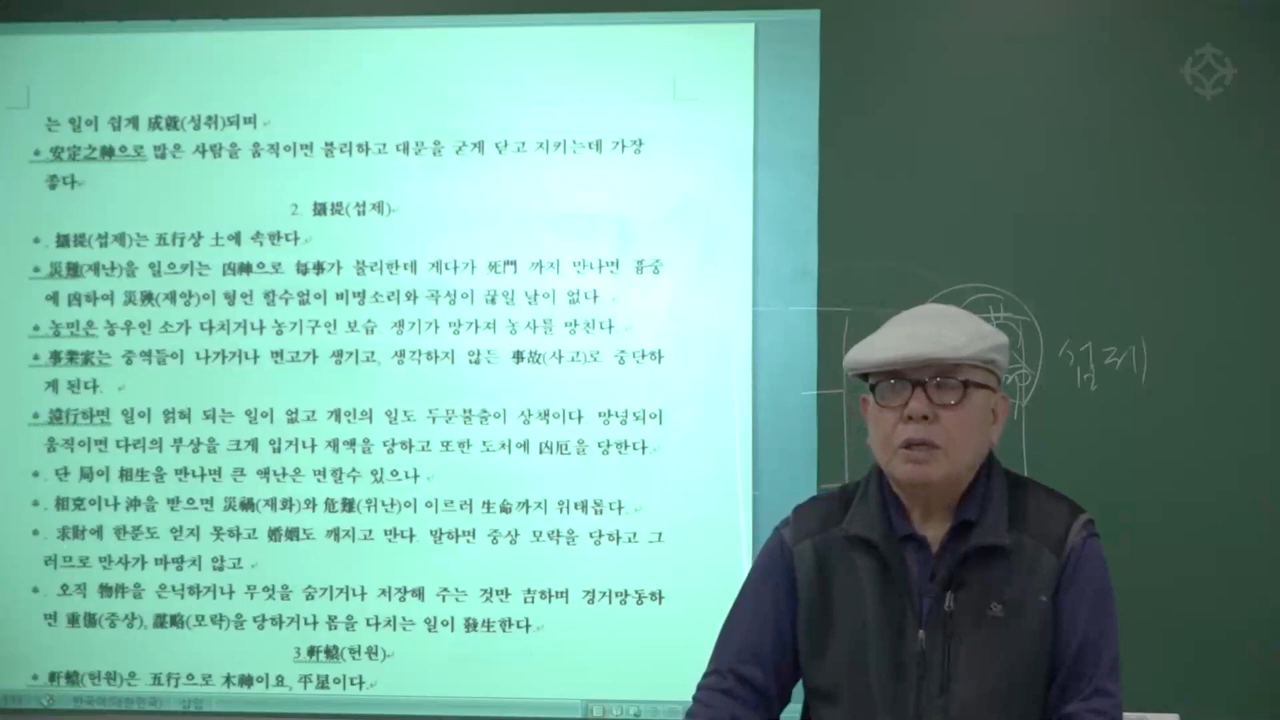 는 일이 쉽게 成就(성취)되며
安定之神으로 많은 사람을 움직이면 불리하고 대문을 굳게 닫고 지키는데 가장
좋다.
2. 攝提(섭제)
. 攝提(섭제)는 五行상 土에 속한다.
災難(재난)을 일으키는 凶神으로 每事가 불리한데 게다가 死門 까지 만나면 흉중
에 凶하여 災殃(재앙)이 형언 할수없이 비명소리와 곡성이 끊일 날이 없다.
농민은 농우인 소가 다치거나 농기구인 보습, 쟁기가 망가져 농사를 망친다.
事業家는 중역들이 나가거나 면고가 생기고, 생각하지 않든 事故(사고)로 중단하
게 된다.
遠行하면 일이 얽혀 되는 일이 없고 개인의 일도 두문불출이 상책이다. 망녕되이
움직이면 다리의 부상을 크게 입거나 재액을 당하고 또한 도처에 凶厄을 당한다.
. 단 局이 相生을 만나면 큰 액난은 면할수 있으나
. 相克이나 沖을 받으면 災禍(재화)와 危難(위난)이 이르러 生命까지 위태롭다.
. 求財에 한푼도 얻지 못하고 婚姻도 깨지고 만다. 말하면 중상 모략을 당하고 그
러므로 만사가 마땅치 않고
. 오직 物件을 은닉하거나 무엇을 숨기거나 저장해 주는 것만 吉하며 경거망동하
면 重傷(중상), 謀略(모략)을 당하거나 몸을 다치는 일이 發生한다.
3.軒轅(헌원)
軒轅(헌원)은 五行으로 木神이요, 平星이다.
한국어(대한민국) 삽입
섭제